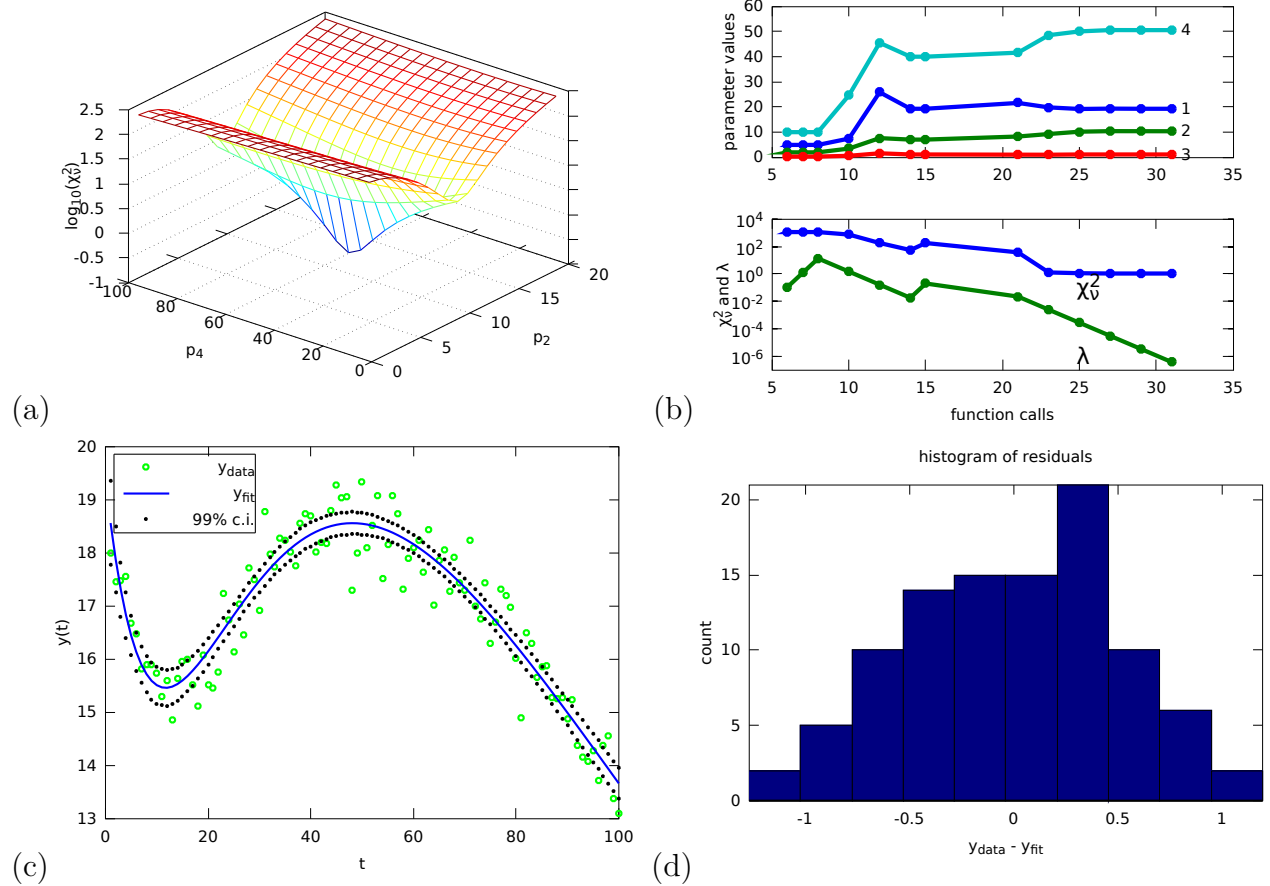 2.5
2
1.5
1
0.5
0
-0.5
-1
log10(χν2)
100
80
60
40
20
0
p4
0
5
10
15
20
p2
(a)
60
50
40
30
20
10
0
parameter values
4
1
2
3
5 10 15 20 25 30 35
10^4
10^2
10^0
10^-2
10^-4
10^-6
χν2 and λ
χν2
λ
5 10 15 20 25 30 35
function calls
(b)
20
19
18
17
16
15
14
13
y(t)
ydata
yfit
99% c.i.
0 20 40 60 80 100
t
(c)
histogram of residuals
20
15
10
5
0
count
-1 -0.5 0 0.5 1
ydata - yfit
(d)